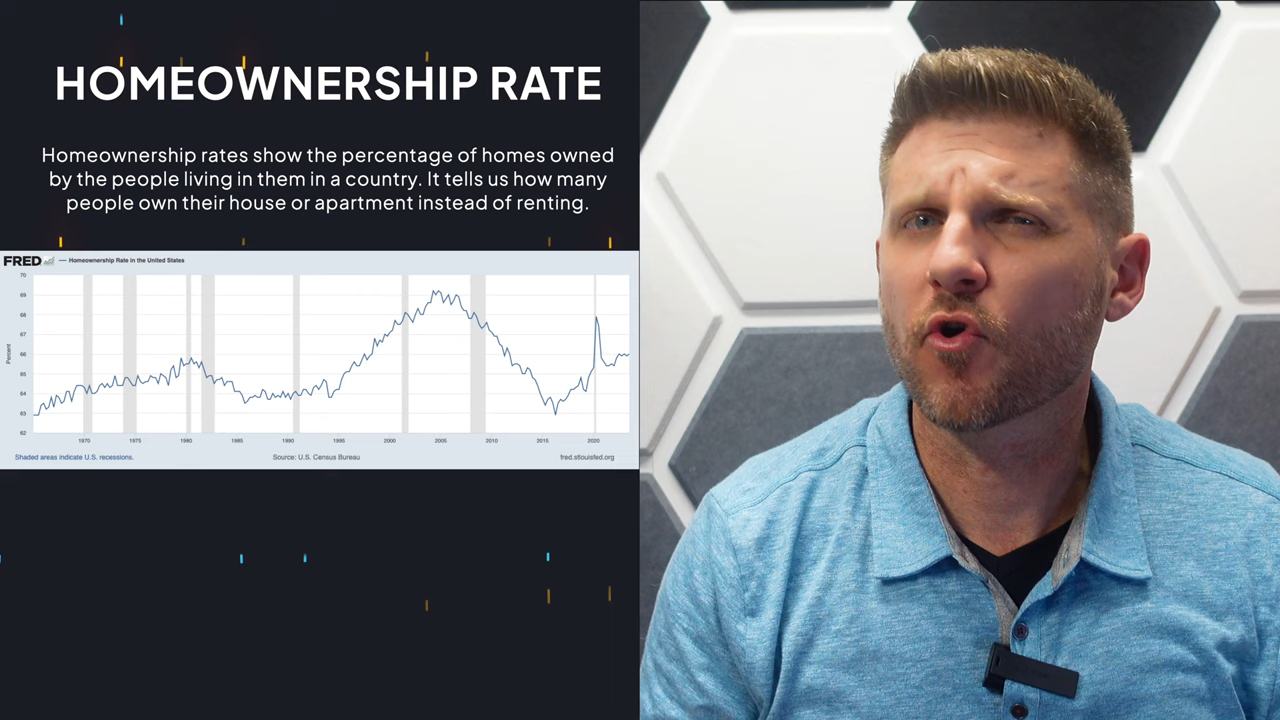 HOMEOWNERSHIP RATE
Homeownership rates show the percentage of homes owned
by the people living in them in a country. It tells us how many
people own their house or apartment instead of renting.
FRED — Homeownership Rate in the United States
70
69
68
67
66
65
64
63
62
Percent
1970 1975 1980 1985 1990 1995 2000 2005 2010 2015 2020
Shaded areas indicate U.S. recessions. Source: U.S. Census Bureau fred.stlouisfed.org